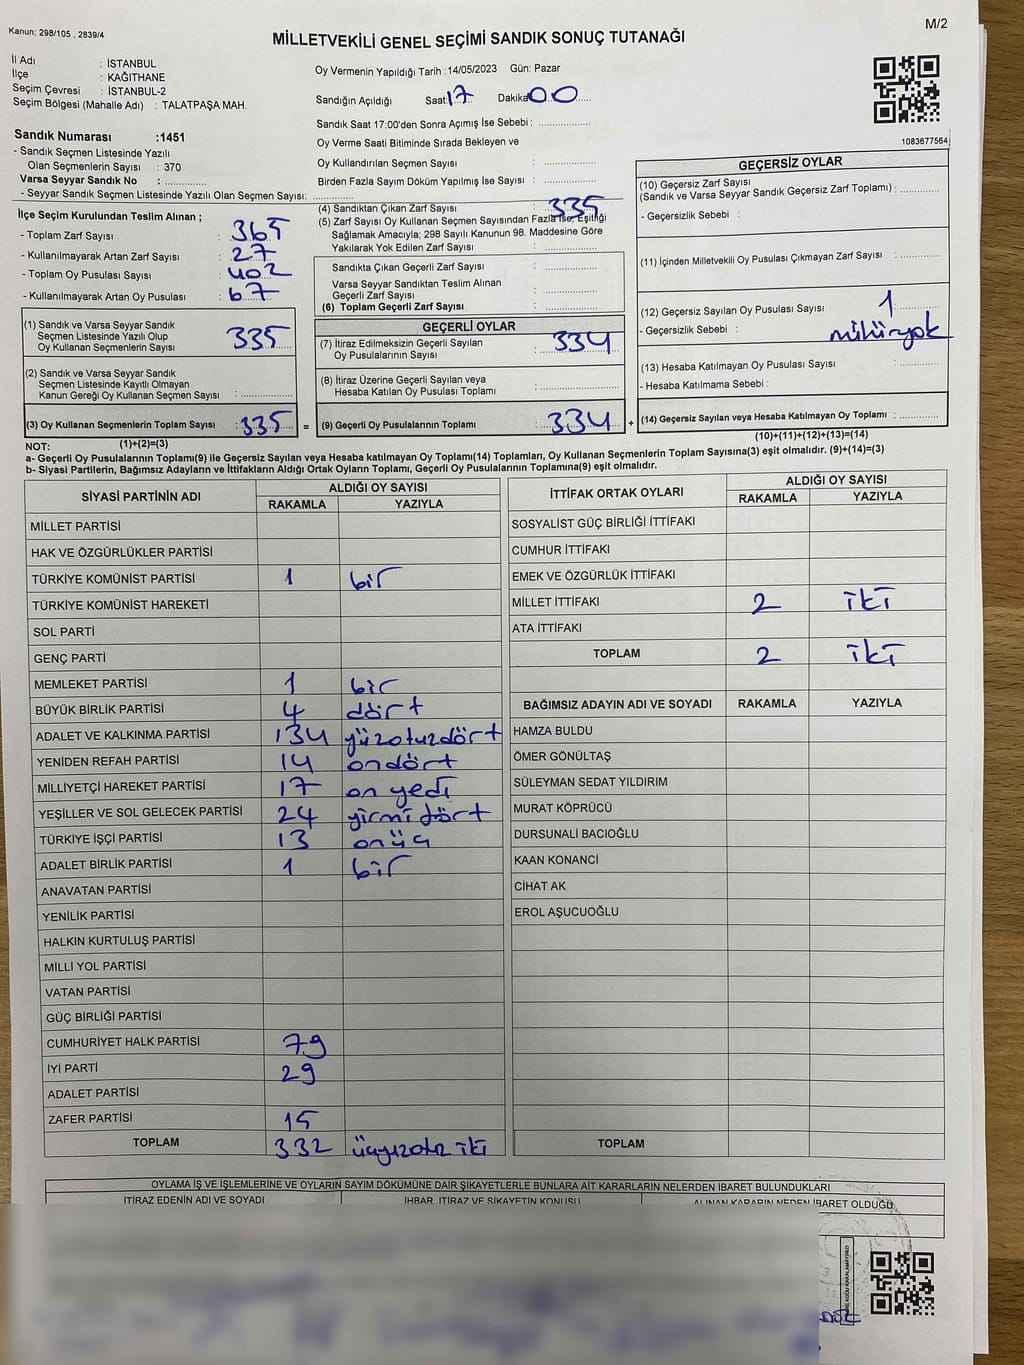 Kanun; 298/105 , 2839/4
M/2
MİLLETVEKİLİ GENEL SEÇİMİ SANDIK SONUÇ TUTANAĞI
İl Adı : İSTANBUL
İlçe : KAĞITHANE
Seçim Çevresi : İSTANBUL-2
Seçim Bölgesi (Mahalle Adı) : TALATPAŞA MAH.
Oy Vermenin Yapıldığı Tarih :14/05/2023 Gün: Pazar
Sandığın Açıldığı Saat:17 Dakika:00
Sandık Saat 17:00'den Sonra Açımış İse Sebebi :
Sandık Numarası :1451
- Sandık Seçmen Listesinde Yazılı
Olan Seçmenlerin Sayısı : 370
Varsa Seyyar Sandık No :
- Seyyar Sandık Seçmen Listesinde Yazılı Olan Seçmen Sayısı:
Oy Verme Saati Bitiminde Sırada Bekleyen ve
Oy Kullandırılan Seçmen Sayısı :
Birden Fazla Sayım Döküm Yapılmış İse Sayısı :
1083677564
İlçe Seçim Kurulundan Teslim Alınan ;
- Toplam Zarf Sayısı : 365
- Kullanılmayarak Artan Zarf Sayısı : 27
- Toplam Oy Pusulası Sayısı : 402
- Kullanılmayarak Artan Oy Pusulası : 67
(4) Sandıktan Çıkan Zarf Sayısı : 335
(5) Zarf Sayısı Oy Kullanan Seçmen Sayısından Fazla İse, Eşitliği
Sağlamak Amacıyla; 298 Sayılı Kanunun 98. Maddesine Göre
Yakılarak Yok Edilen Zarf Sayısı :
Sandıkta Çıkan Geçerli Zarf Sayısı :
Varsa Seyyar Sandıktan Teslim Alınan
Geçerli Zarf Sayısı :
(6) Toplam Geçerli Zarf Sayısı :
GEÇERSİZ OYLAR
(10) Geçersiz Zarf Sayısı
(Sandık ve Varsa Seyyar Sandık Geçersiz Zarf Toplamı) :
- Geçersizlik Sebebi :
(11) İçinden Milletvekili Oy Pusulası Çıkmayan Zarf Sayısı :
(12) Geçersiz Sayılan Oy Pusulası Sayısı : 1
- Geçersizlik Sebebi : mühür yok
(13) Hesaba Katılmayan Oy Pusulası Sayısı :
- Hesaba Katılmama Sebebi :
(14) Geçersiz Sayılan veya Hesaba Katılmayan Oy Toplamı :
(10)+(11)+(12)+(13)=(14)
(1) Sandık ve Varsa Seyyar Sandık
Seçmen Listesinde Yazılı Olup
Oy Kullanan Seçmenlerin Sayısı : 335
(2) Sandık ve Varsa Seyyar Sandık
Seçmen Listesinde Kayıtlı Olmayan
Kanun Gereği Oy Kullanan Seçmen Sayısı :
(3) Oy Kullanan Seçmenlerin Toplam Sayısı : 335 =
(1)+(2)=(3)
GEÇERLİ OYLAR
(7) İtiraz Edilmeksizin Geçerli Sayılan
Oy Pusulalarının Sayısı : 334
(8) İtiraz Üzerine Geçerli Sayılan veya
Hesaba Katılan Oy Pusulası Toplamı :
(9) Geçerli Oy Pusulalarının Toplamı : 334 +
NOT:
a- Geçerli Oy Pusulalarının Toplamı(9) ile Geçersiz Sayılan veya Hesaba katılmayan Oy Toplamı(14) Toplamları, Oy Kullanan Seçmenlerin Toplam Sayısına(3) eşit olmalıdır. (9)+(14)=(3)
b- Siyasi Partilerin, Bağımsız Adayların ve İttifakların Aldığı Ortak Oyların Toplamı, Geçerli Oy Pusulalarının Toplamına(9) eşit olmalıdır.
SİYASİ PARTİNİN ADI ALDIĞI OY SAYISI
RAKAMLA YAZIYLA
MİLLET PARTİSİ
HAK VE ÖZGÜRLÜKLER PARTİSİ
TÜRKİYE KOMÜNİST PARTİSİ 1 bir
TÜRKİYE KOMÜNİST HAREKETİ
SOL PARTİ
GENÇ PARTİ
MEMLEKET PARTİSİ 1 bir
BÜYÜK BİRLİK PARTİSİ 4 dört
ADALET VE KALKINMA PARTİSİ 134 yüzotuzdört
YENİDEN REFAH PARTİSİ 14 ondört
MİLLİYETÇİ HAREKET PARTİSİ 17 on yedi
YEŞİLLER VE SOL GELECEK PARTİSİ 24 yirmi dört
TÜRKİYE İŞÇİ PARTİSİ 13 onüç
ADALET BİRLİK PARTİSİ 1 bir
ANAVATAN PARTİSİ
YENİLİK PARTİSİ
HALKIN KURTULUŞ PARTİSİ
MİLLİ YOL PARTİSİ
VATAN PARTİSİ
GÜÇ BİRLİĞİ PARTİSİ
CUMHURİYET HALK PARTİSİ 79
İYİ PARTİ 29
ADALET PARTİSİ
ZAFER PARTİSİ 15
TOPLAM 332 üçyüzotuz iki
İTTİFAK ORTAK OYLARI ALDIĞI OY SAYISI
RAKAMLA YAZIYLA
SOSYALİST GÜÇ BİRLİĞİ İTTİFAKI
CUMHUR İTTİFAKI
EMEK VE ÖZGÜRLÜK İTTİFAKI
MİLLET İTTİFAKI 2 iki
ATA İTTİFAKI
TOPLAM 2 iki
BAĞIMSIZ ADAYIN ADI VE SOYADI RAKAMLA YAZIYLA
HAMZA BULDU
ÖMER GÖNÜLTAŞ
SÜLEYMAN SEDAT YILDIRIM
MURAT KÖPRÜCÜ
DURSUNALİ BACIOĞLU
KAAN KONANCİ
CİHAT AK
EROL AŞUCUOĞLU
TOPLAM
OYLAMA İŞ VE İŞLEMLERİNE VE OYLARIN SAYIM DÖKÜMÜNE DAİR ŞİKAYETLERLE BUNLARA AİT KARARLARIN NELERDEN İBARET BULUNDUKLARI
İTİRAZ EDENİN ADI VE SOYADI İHBAR, İTİRAZ VE ŞİKAYETİN KONUSU ALINAN KARARIN NEDEN İBARET OLDUĞU